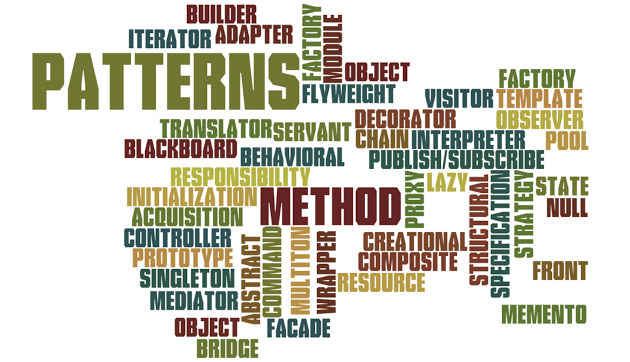 BUILDER
ITERATOR
ADAPTER
FACTORY
MODULE
PATTERNS
OBJECT
FLYWEIGHT
FACTORY
VISITOR
TEMPLATE
DECORATOR
OBSERVER
TRANSLATOR
SERVANT
CHAIN
INTERPRETER
POOL
BLACKBOARD
BEHAVIORAL
PUBLISH/SUBSCRIBE
RESPONSIBILITY
PROXY
LAZY
STRUCTURAL
SPECIFICATION
STRATEGY
STATE
INITIALIZATION
METHOD
NULL
ACQUISITION
CONTROLLER
ABSTRACT
COMMAND
MULTITON
WRAPPER
CREATIONAL
PROTOTYPE
COMPOSITE
SINGLETON
RESOURCE
FRONT
MEDIATOR
MEMENTO
OBJECT
FACADE
BRIDGE